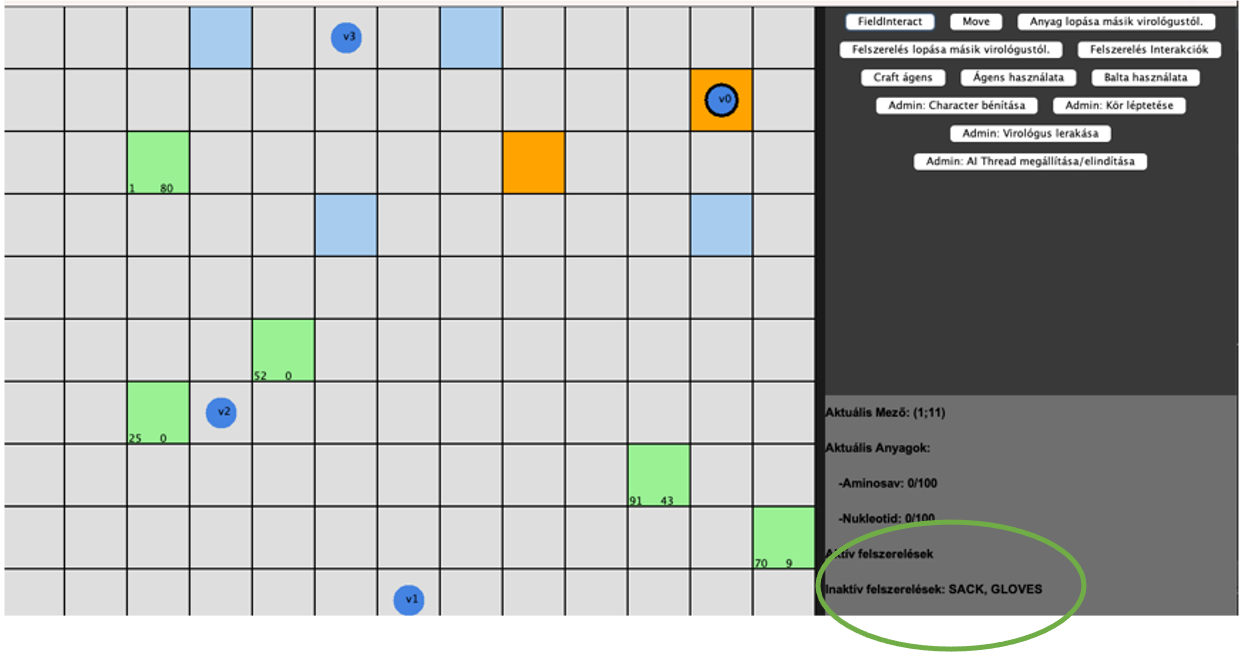 v3
v0
1 80
52 0
v2
25 0
91 43
70 9
v1
FieldInteract Move Anyag lopása másik virológustól.
Felszerelés lopása másik virológustól. Felszerelés Interakciók
Craft ágens Ágens használata Balta használata
Admin: Character bénítása Admin: Kör léptetése
Admin: Virológus lerakása
Admin: AI Thread megállítása/elindítása
Aktuális Mező: (1;11)
Aktuális Anyagok:
-Aminosav: 0/100
-Nukleotid: 0/100
Aktív felszerelések
Inaktív felszerelések: SACK, GLOVES